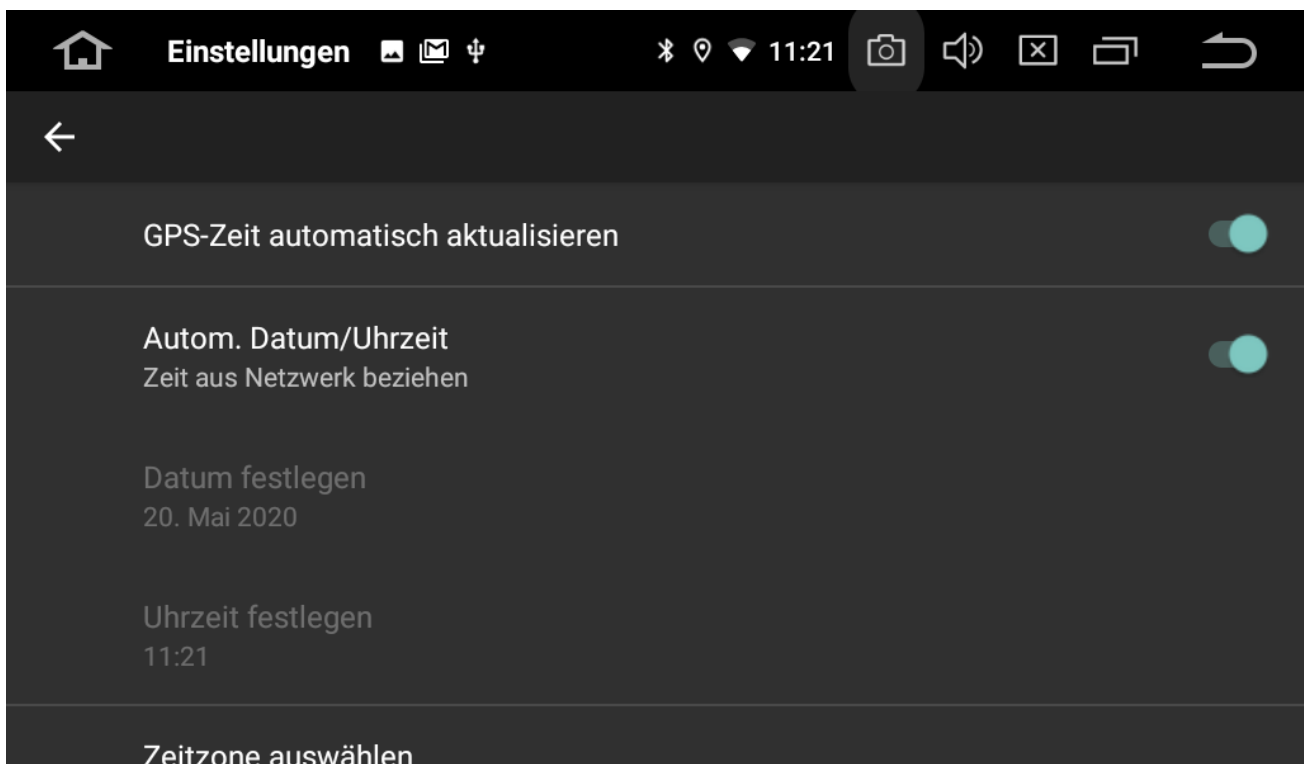 Einstellungen 11:21
GPS-Zeit automatisch aktualisieren
Autom. Datum/Uhrzeit
Zeit aus Netzwerk beziehen
Datum festlegen
20. Mai 2020
Uhrzeit festlegen
11:21
Zeitzone auswählen